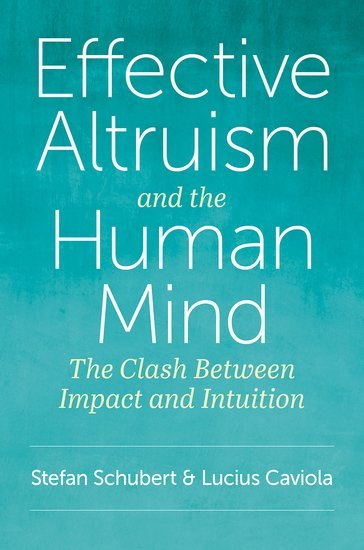 Effective
Altruism
and the
Human
Mind
The Clash Between
Impact and Intuition
Stefan Schubert & Lucius Caviola